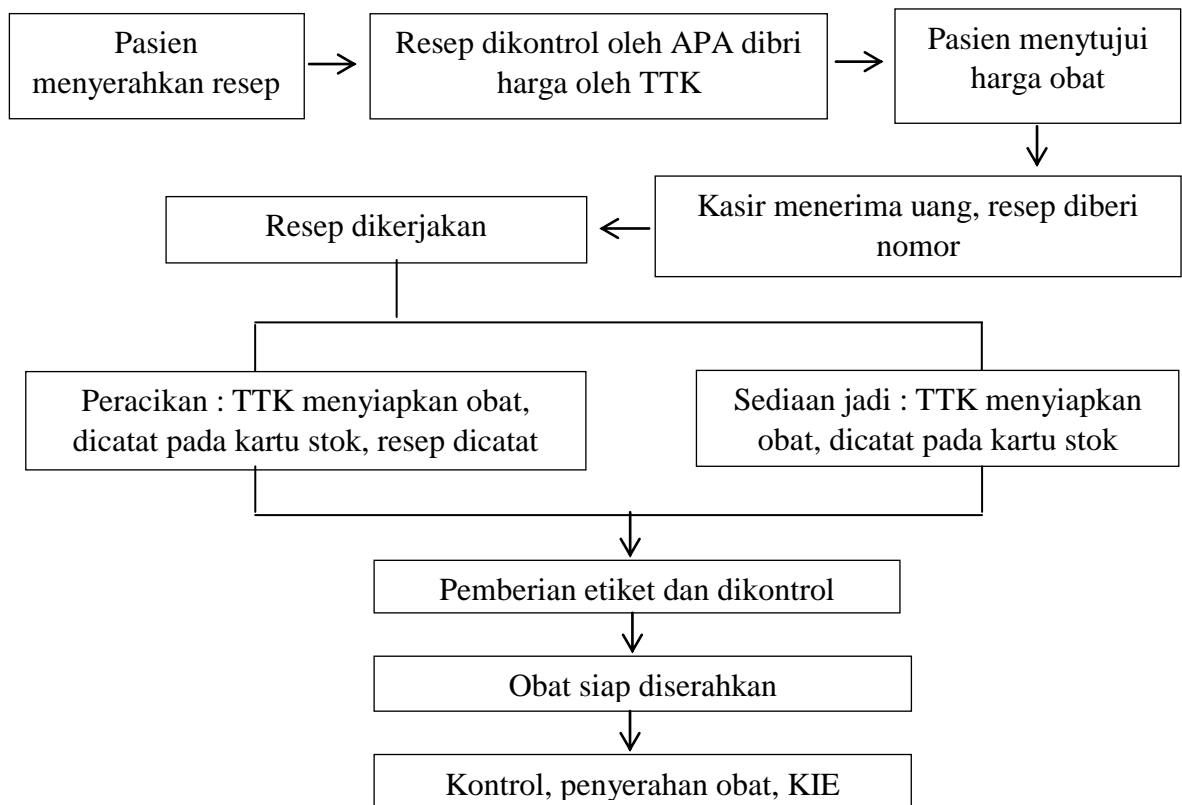 Pasien
menyerahkan resep
Resep dikontrol oleh APA dibri
harga oleh TTK
Pasien menytujui
harga obat
Kasir menerima uang, resep diberi
nomor
Resep dikerjakan
Peracikan : TTK menyiapkan obat,
dicatat pada kartu stok, resep dicatat
Sediaan jadi : TTK menyiapkan
obat, dicatat pada kartu stok
Pemberian etiket dan dikontrol
Obat siap diserahkan
Kontrol, penyerahan obat, KIE